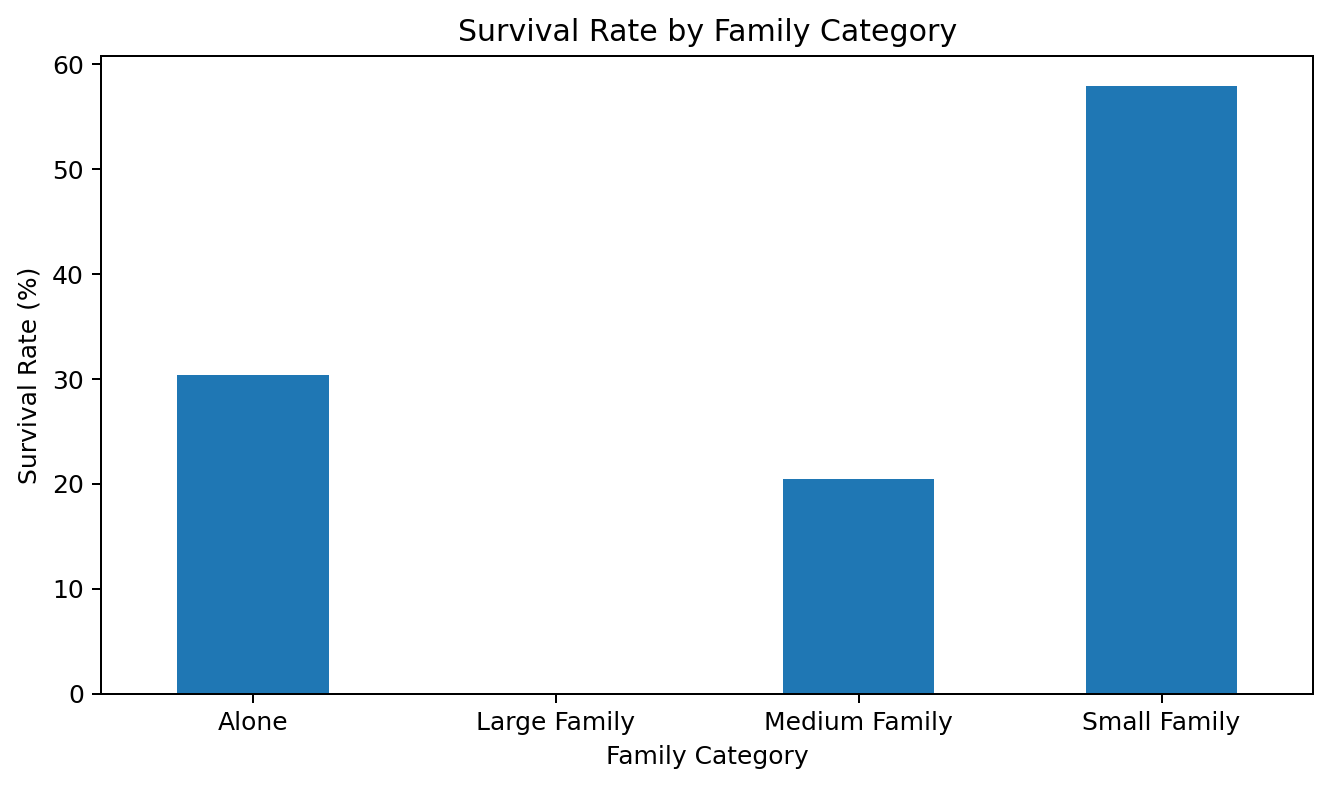 Survival Rate by Family Category
Survival Rate (%)
60
50
40
30
20
10
0
Alone
Large Family
Medium Family
Small Family
Family Category